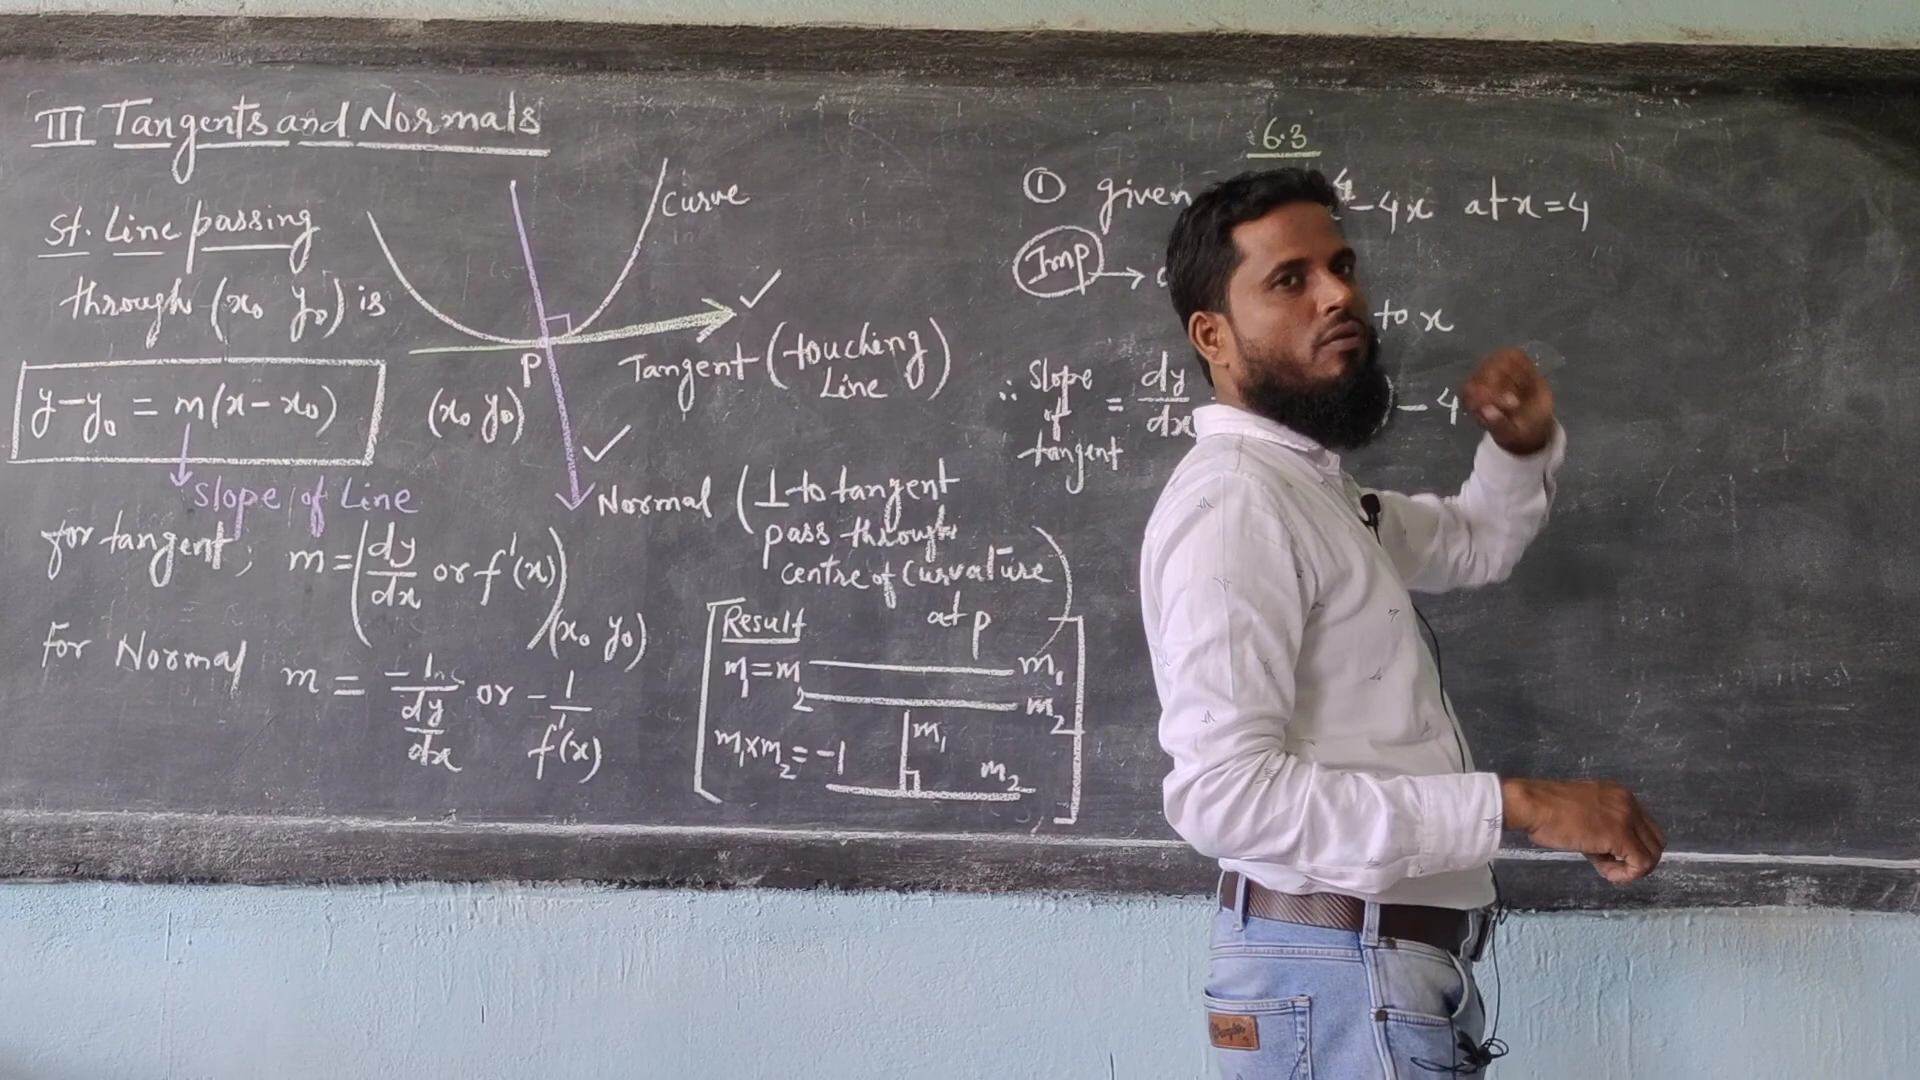 III Tangents and Normals
St. Line passing
through (x₀ y₀) is
y-y₀ = m(x-x₀)
slope of Line
for tangent, m = (dy/dx or f'(x))(x₀ y₀)
For Normal m = -1/(dy/dx) or -1/f'(x)
Curve
P
(x₀ y₀)
Tangent (touching Line)
Normal (⊥ to tangent
pass through
centre of Curvature
at p)
Result
m₁=m₂
m₁
m₂
m₁×m₂=-1
m₁
m₂
6.3
① given
⁴-4x at x=4
Imp →
to x
∴ Slope of tangent = dy/dx
) - 4